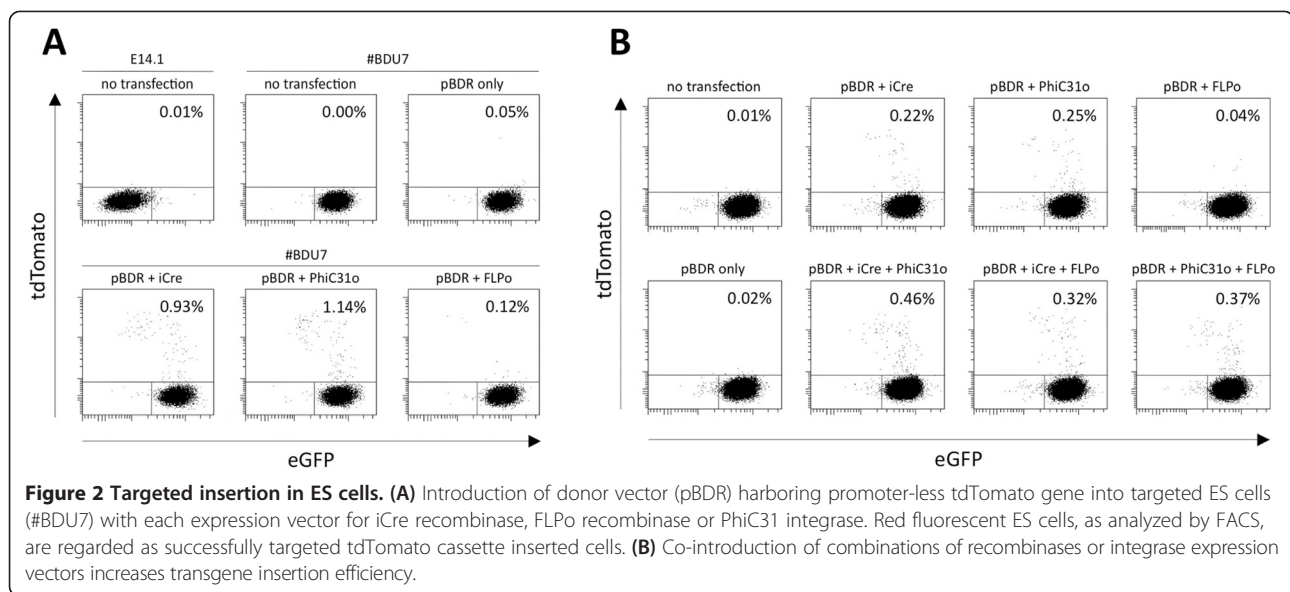 A
E14.1 #BDU7
no transfection no transfection pBDR only
0.01% 0.00% 0.05%
#BDU7
pBDR + iCre pBDR + PhiC31o pBDR + FLPo
0.93% 1.14% 0.12%
tdTomato
eGFP
B
no transfection pBDR + iCre pBDR + PhiC31o pBDR + FLPo
0.01% 0.22% 0.25% 0.04%
pBDR only pBDR + iCre + PhiC31o pBDR + iCre + FLPo pBDR + PhiC31o + FLPo
0.02% 0.46% 0.32% 0.37%
tdTomato
eGFP
Figure 2 Targeted insertion in ES cells. (A) Introduction of donor vector (pBDR) harboring promoter-less tdTomato gene into targeted ES cells
(#BDU7) with each expression vector for iCre recombinase, FLPo recombinase or PhiC31 integrase. Red fluorescent ES cells, as analyzed by FACS,
are regarded as successfully targeted tdTomato cassette inserted cells. (B) Co-introduction of combinations of recombinases or integrase expression
vectors increases transgene insertion efficiency.